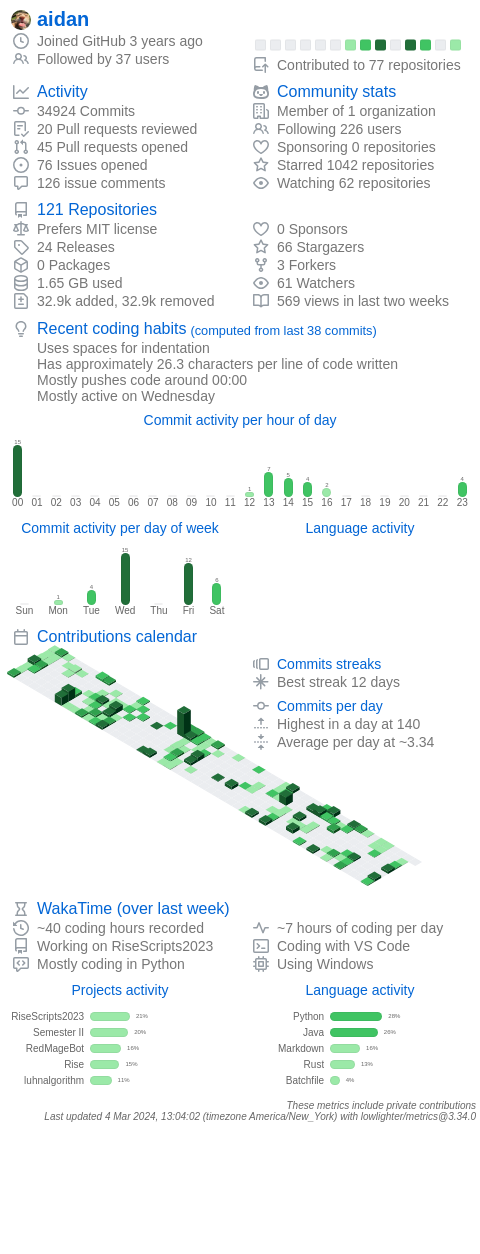 aidan
Joined GitHub 3 years ago
Followed by 37 users
Contributed to 77 repositories
Activity
34924 Commits
20 Pull requests reviewed
45 Pull requests opened
76 Issues opened
126 issue comments
Community stats
Member of 1 organization
Following 226 users
Sponsoring 0 repositories
Starred 1042 repositories
Watching 62 repositories
121 Repositories
Prefers MIT license
24 Releases
0 Packages
1.65 GB used
32.9k added, 32.9k removed
0 Sponsors
66 Stargazers
3 Forkers
61 Watchers
569 views in last two weeks
Recent coding habits (computed from last 38 commits)
Uses spaces for indentation
Has approximately 26.3 characters per line of code written
Mostly pushes code around 00:00
Mostly active on Wednesday
Commit activity per hour of day
15 1 7 5 4 2 4
00 01 02 03 04 05 06 07 08 09 10 11 12 13 14 15 16 17 18 19 20 21 22 23
Commit activity per day of week
1 4 15 12 6
Sun Mon Tue Wed Thu Fri Sat
Language activity
Contributions calendar
Commits streaks
Best streak 12 days
Commits per day
Highest in a day at 140
Average per day at ~3.34
WakaTime (over last week)
~40 coding hours recorded
Working on RiseScripts2023
Mostly coding in Python
~7 hours of coding per day
Coding with VS Code
Using Windows
Projects activity
RiseScripts2023 21%
Semester II 20%
RedMageBot 16%
Rise 15%
luhnalgorithm 11%
Language activity
Python 28%
Java 26%
Markdown 16%
Rust 13%
Batchfile 4%
These metrics include private contributions
Last updated 4 Mar 2024, 13:04:02 (timezone America/New_York) with lowlighter/metrics@3.34.0